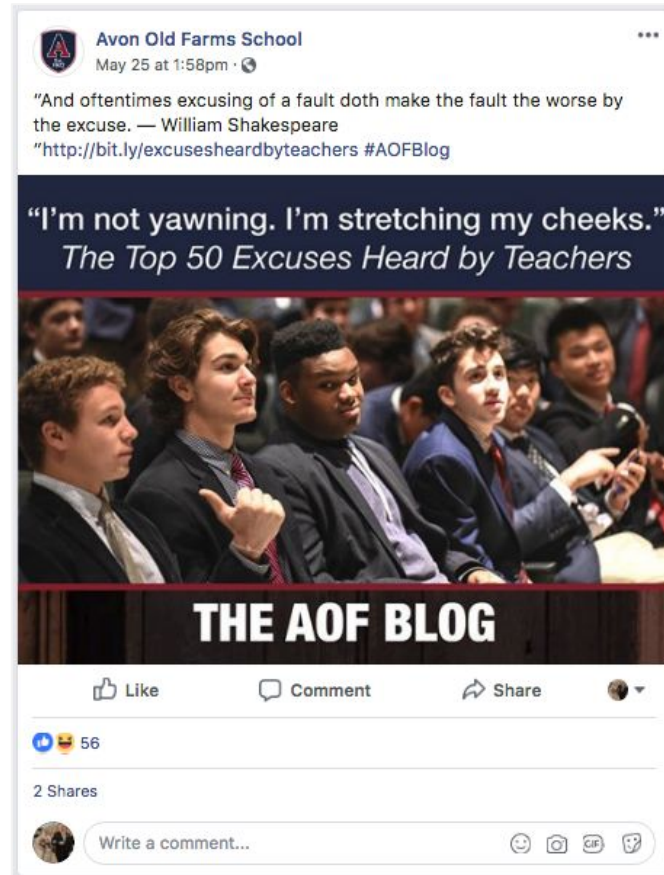 Avon Old Farms School
May 25 at 1:58pm ·
“And oftentimes excusing of a fault doth make the fault the worse by
the excuse. — William Shakespeare
"http://bit.ly/excusesheardbyteachers #AOFBlog
“I’m not yawning. I’m stretching my cheeks.”
The Top 50 Excuses Heard by Teachers
THE AOF BLOG
Like Comment Share
56
2 Shares
Write a comment... GIF